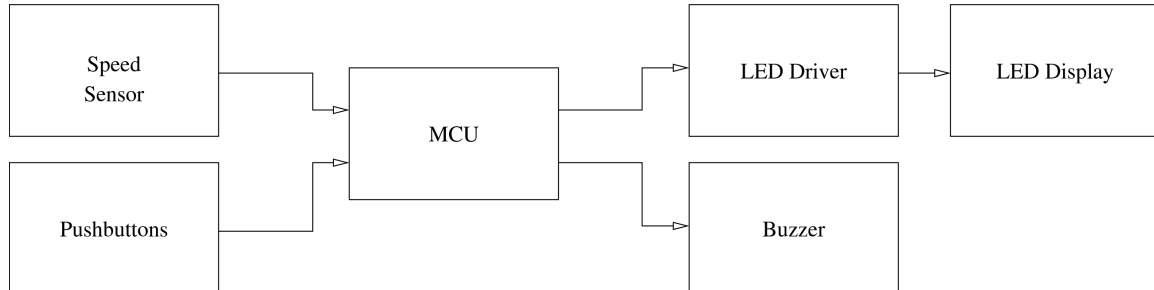 Speed
Sensor
MCU
LED Driver
LED Display
Pushbuttons
Buzzer